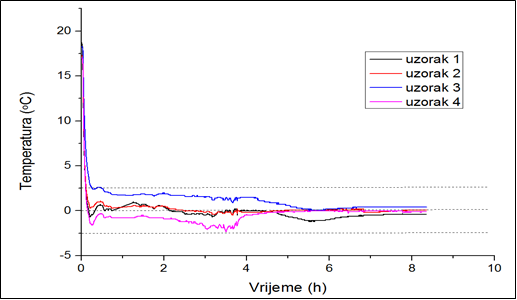 Temperatura (°C)
20
15
10
5
0
-5
uzorak 1
uzorak 2
uzorak 3
uzorak 4
0
2
4
6
8
10
Vrijeme (h)